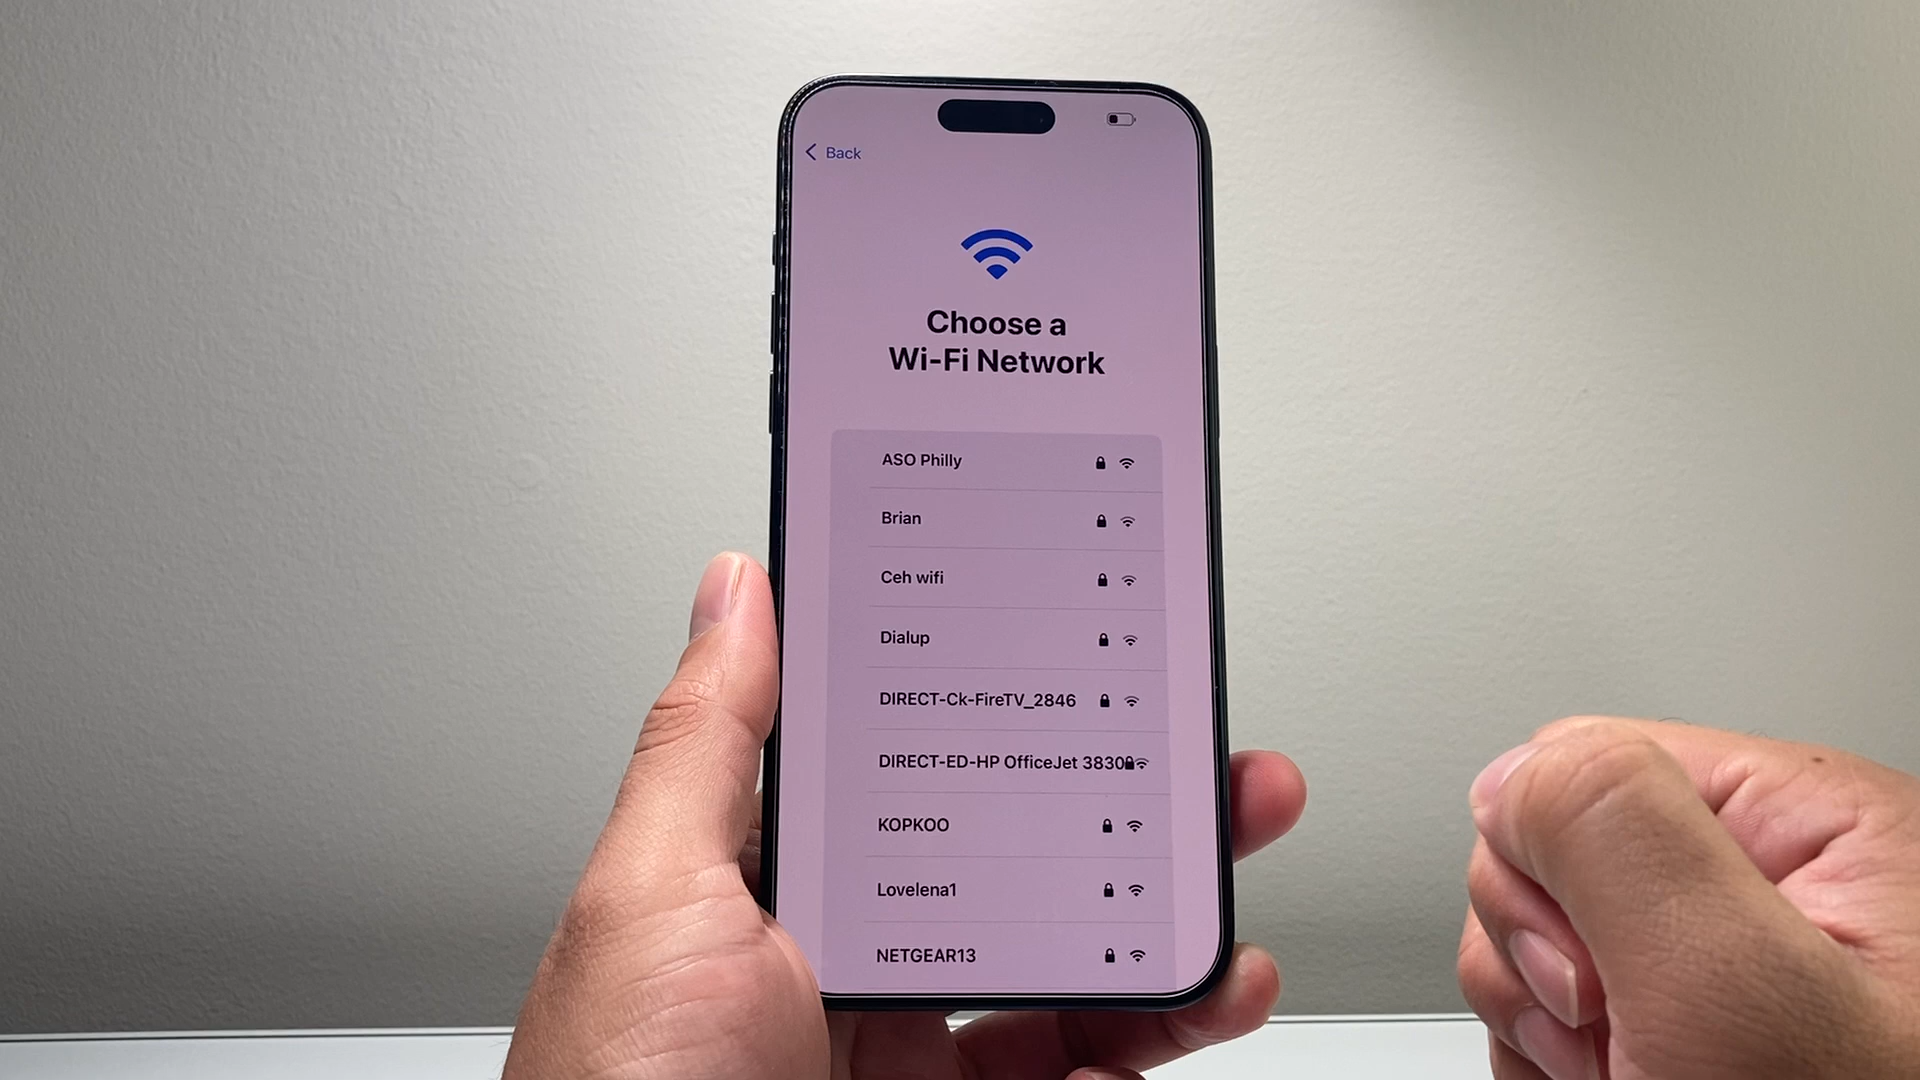 Back
Choose a
Wi-Fi Network
ASO Philly
Brian
Ceh wifi
Dialup
DIRECT-Ck-FireTV_2846
DIRECT-ED-HP OfficeJet 3830
KOPKOO
Lovelena1
NETGEAR13